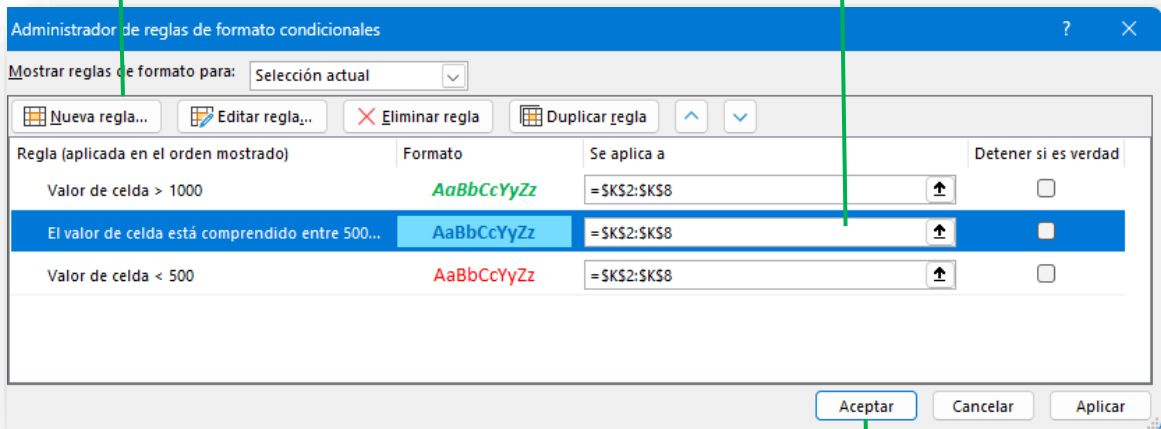 Administrador de reglas de formato condicionales ?
Mostrar reglas de formato para: Selección actual
Nueva regla... Editar regla... Eliminar regla Duplicar regla
Regla (aplicada en el orden mostrado) Formato Se aplica a Detener si es verdad
Valor de celda > 1000 AaBbCcYyZz =$K$2:$K$8
El valor de celda está comprendido entre 500... AaBbCcYyZz =$K$2:$K$8
Valor de celda < 500 AaBbCcYyZz =$K$2:$K$8
Aceptar Cancelar Aplicar